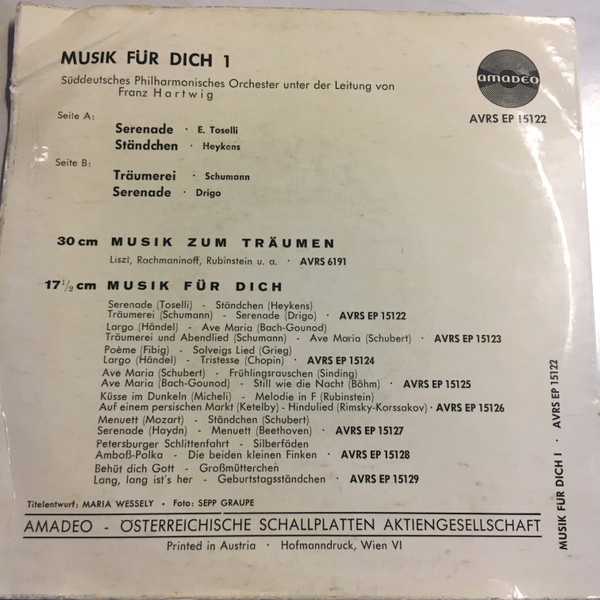 MUSIK FÜR DICH 1
Süddeutsches Philharmonisches Orchester unter der Leitung von
Franz Hartwig
amadeo
AVRS EP 15122
Seite A:
Serenade · E. Toselli
Ständchen · Heykens
Seite B:
Träumerei · Schumann
Serenade · Drigo
30 cm MUSIK ZUM TRÄUMEN
Liszt, Rachmaninoff, Rubinstein u. a. · AVRS 6191
17 1/2 cm MUSIK FÜR DICH
Serenade (Toselli) - Ständchen (Heykens)
Träumerei (Schumann) - Serenade (Drigo) · AVRS EP 15122
Largo (Händel) - Ave Maria (Bach-Gounod)
Träumerei und Abendlied (Schumann) - Ave Maria (Schubert) · AVRS EP 15123
Poème (Fibig) - Solveigs Lied (Grieg)
Largo (Händel) - Tristesse (Chopin) · AVRS EP 15124
Ave Maria (Schubert) - Frühlingsrauschen (Sinding)
Ave Maria (Bach-Gounod) - Still wie die Nacht (Böhm) · AVRS EP 15125
Küsse im Dunkeln (Micheli) - Melodie in F (Rubinstein)
Auf einem persischen Markt (Ketelby) - Hindulied (Rimsky-Korssakov) · AVRS EP 15126
Menuett (Mozart) - Ständchen (Schubert)
Serenade (Haydn) - Menuett (Beethoven) · AVRS EP 15127
Petersburger Schlittenfahrt - Silberfäden
Amboß-Polka - Die beiden kleinen Finken · AVRS EP 15128
Behüt dich Gott - Großmütterchen
Lang, lang ist's her - Geburtstagsständchen · AVRS EP 15129
Titelentwurf: MARIA WESSELY · Foto: SEPP GRAUPE
AMADEO - ÖSTERREICHISCHE SCHALLPLATTEN AKTIENGESELLSCHAFT
Printed in Austria · Hofmanndruck, Wien VI
MUSIK FÜR DICH I · AVRS EP 15122